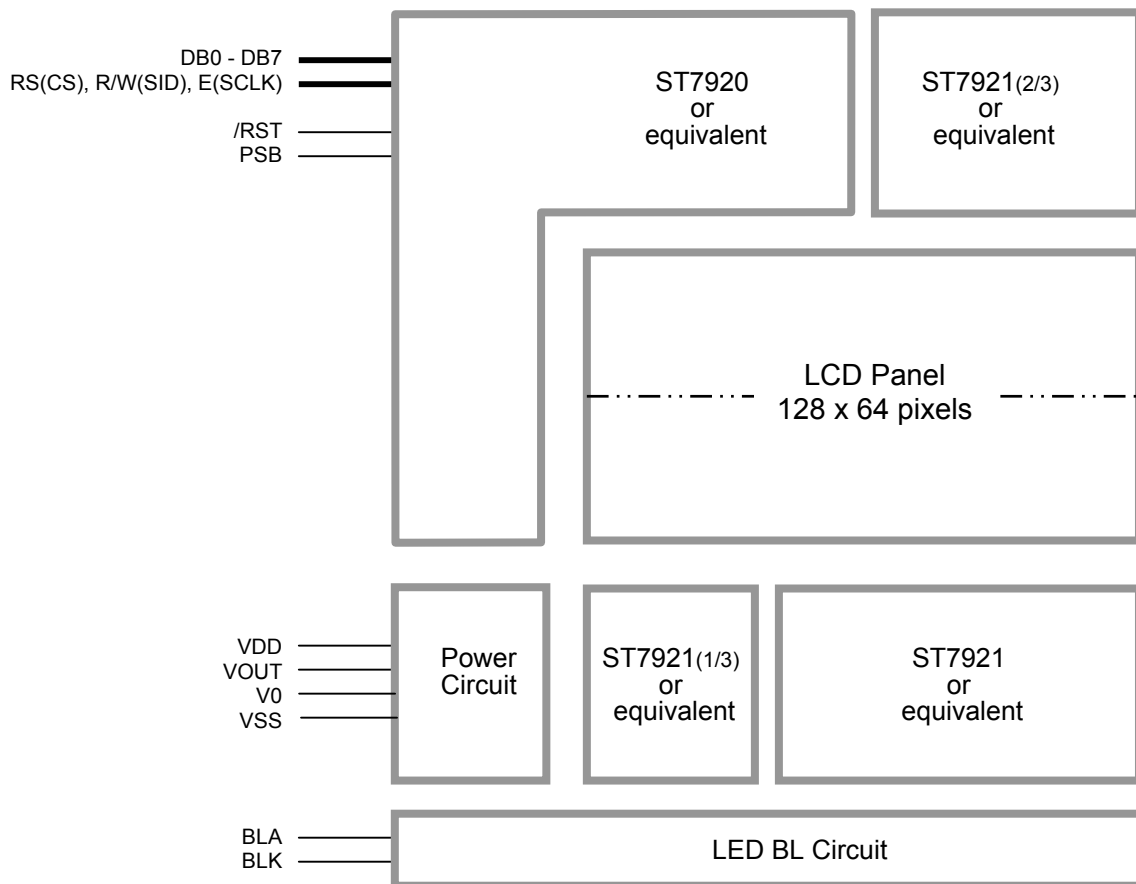 DB0 - DB7
RS(CS), R/W(SID), E(SCLK)
/RST
PSB
ST7920
or
equivalent
ST7921(2/3)
or
equivalent
LCD Panel
128 x 64 pixels
VDD
VOUT
V0
VSS
Power
Circuit
ST7921(1/3)
or
equivalent
ST7921
or
equivalent
BLA
BLK
LED BL Circuit